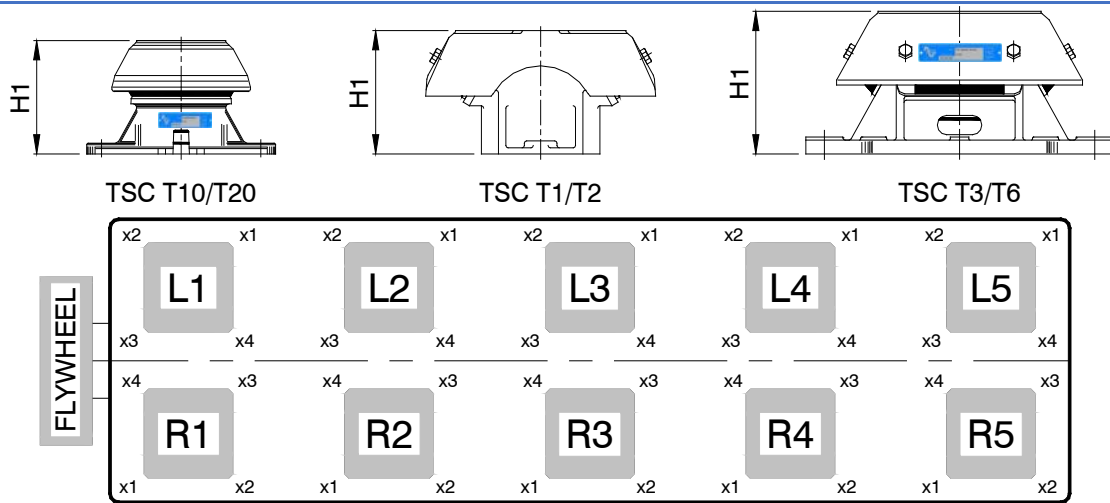 H1
H1
H1
TSC T10/T20
TSC T1/T2
TSC T3/T6
x2 x1 x2 x1 x2 x1 x2 x1 x2 x1
L1 L2 L3 L4 L5
x3 x4 x3 x4 x3 x4 x3 x4 x3 x4
FLYWHEEL
x4 x3 x4 x3 x4 x3 x4 x3 x4 x3
R1 R2 R3 R4 R5
x1 x2 x1 x2 x1 x2 x1 x2 x1 x2